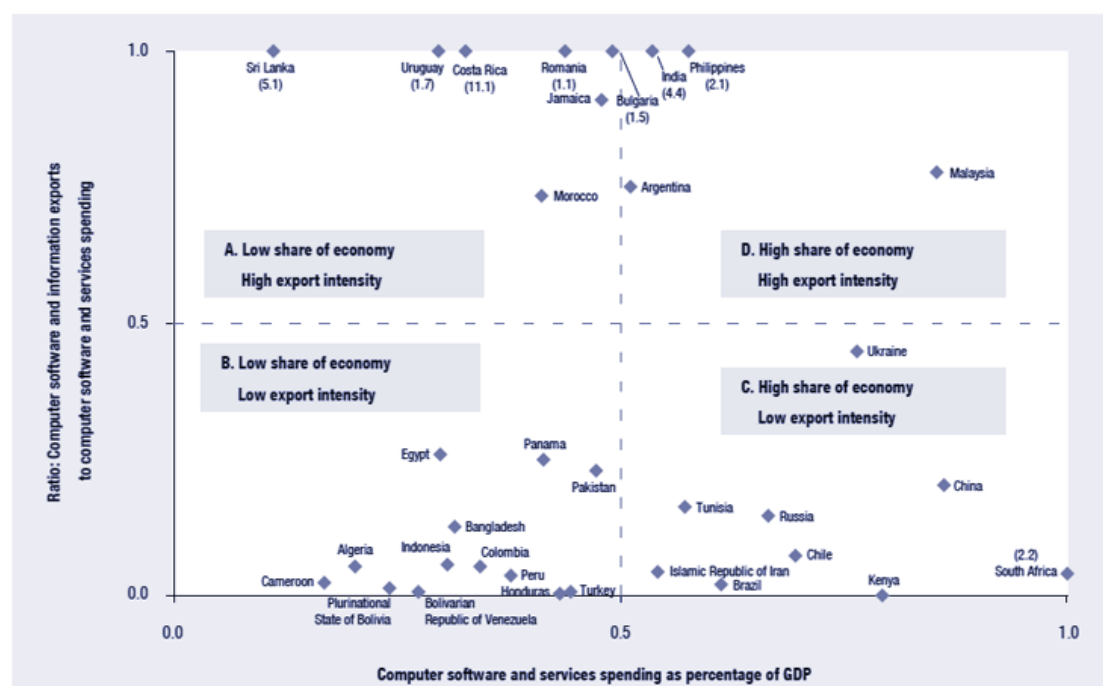 Ratio: Computer software and information exports
to computer software and services spending
1.0
Sri Lanka
(5.1)
Uruguay
(1.7)
Costa Rica
(11.1)
Romania
(1.1)
Jamaica
Bulgaria
(1.5)
India
(4.4)
Philippines
(2.1)
Morocco
Argentina
Malaysia
A. Low share of economy
High export intensity
D. High share of economy
High export intensity
0.5
Ukraine
B. Low share of economy
Low export intensity
C. High share of economy
Low export intensity
Egypt
Panama
Pakistan
China
Tunisia
Russia
Bangladesh
Algeria
Indonesia
Colombia
Chile
(2.2)
South Africa
Cameroon
Peru
Islamic Republic of Iran
Brazil
Kenya
Honduras
Turkey
0.0
Plurinational
State of Bolivia
Bolivarian
Republic of Venezuela
0.0
0.5
1.0
Computer software and services spending as percentage of GDP